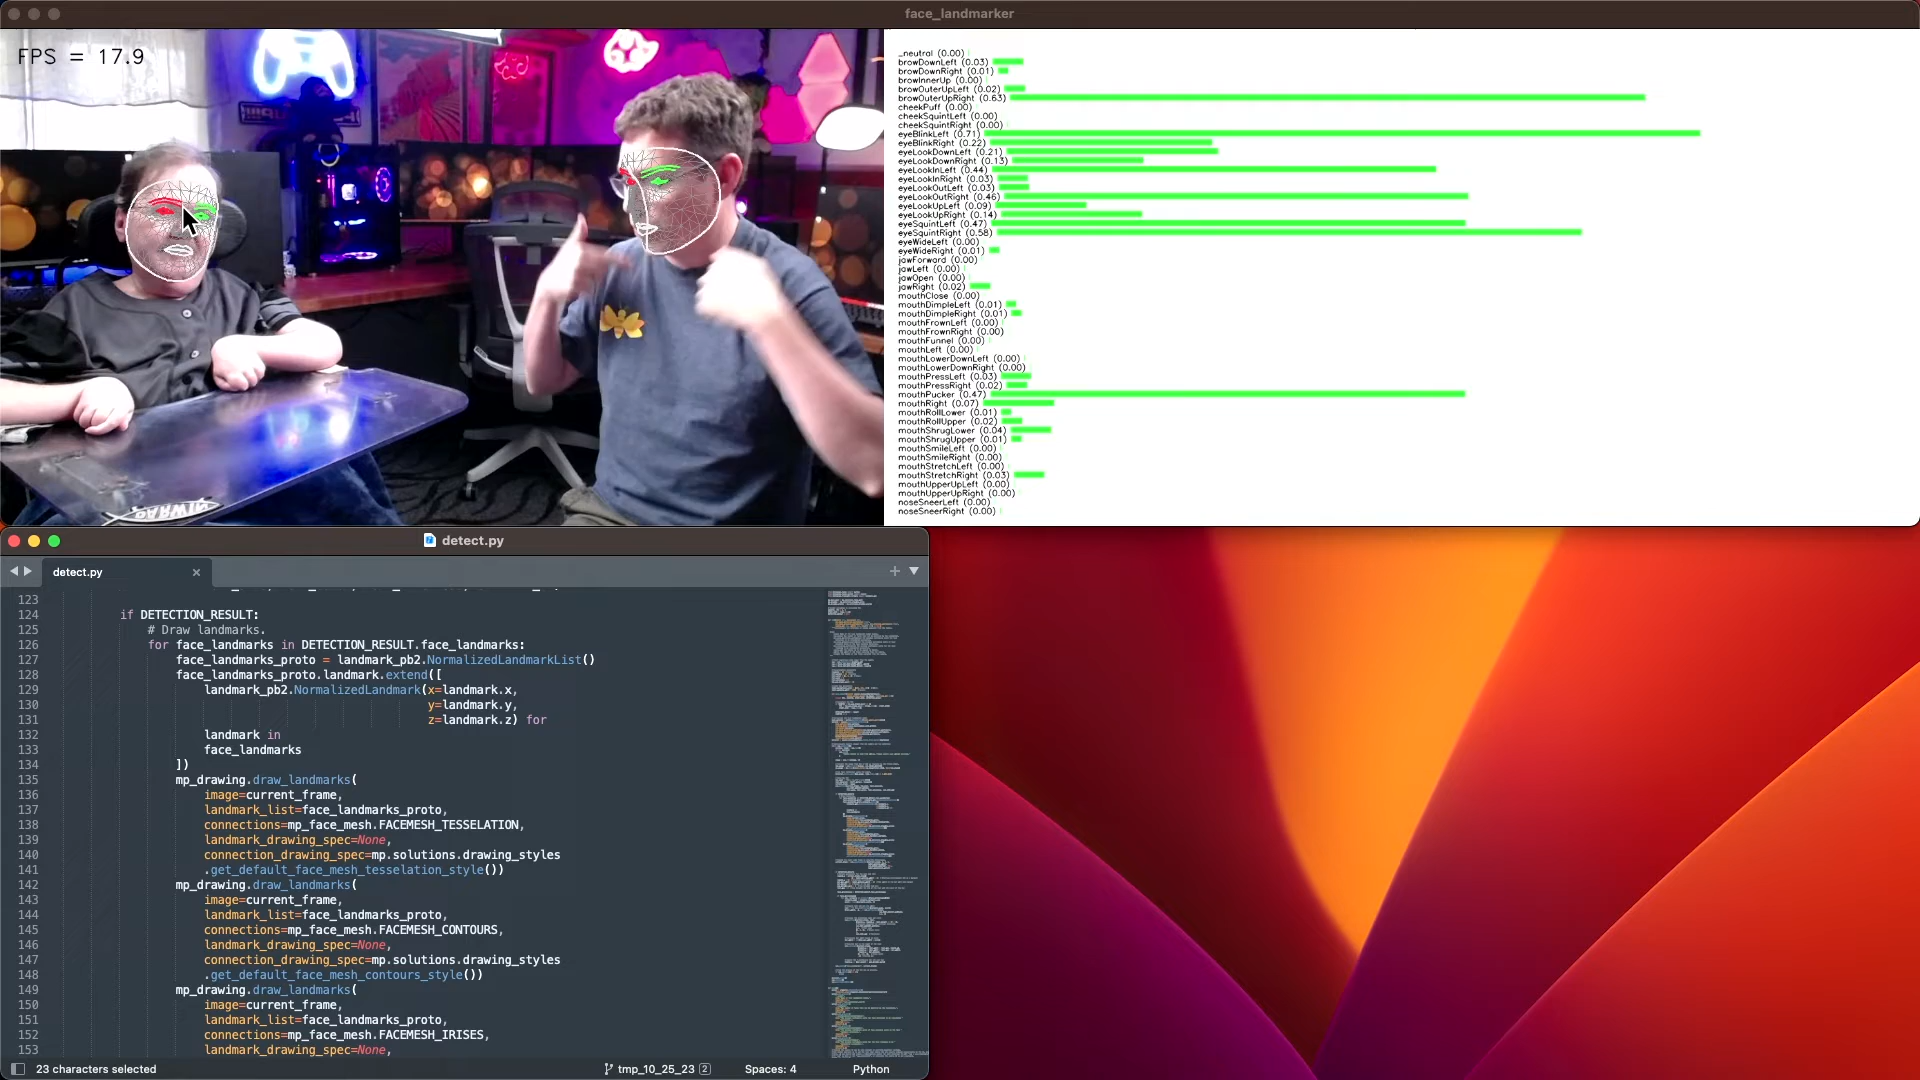 face_landmarker
FPS = 17.9
_neutral (0.00)
browDownLeft (0.03)
browDownRight (0.01)
browInnerUp (0.00)
browOuterUpLeft (0.02)
browOuterUpRight (0.63)
cheekPuff (0.00)
cheekSquintLeft (0.00)
cheekSquintRight (0.00)
eyeBlinkLeft (0.71)
eyeBlinkRight (0.22)
eyeLookDownLeft (0.21)
eyeLookDownRight (0.13)
eyeLookInLeft (0.44)
eyeLookInRight (0.03)
eyeLookOutLeft (0.03)
eyeLookOutRight (0.46)
eyeLookUpLeft (0.09)
eyeLookUpRight (0.14)
eyeSquintLeft (0.47)
eyeSquintRight (0.58)
eyeWideLeft (0.00)
eyeWideRight (0.01)
jawForward (0.00)
jawLeft (0.00)
jawOpen (0.00)
jawRight (0.02)
mouthClose (0.00)
mouthDimpleLeft (0.01)
mouthDimpleRight (0.01)
mouthFrownLeft (0.00)
mouthFrownRight (0.00)
mouthFunnel (0.00)
mouthLeft (0.00)
mouthLowerDownLeft (0.00)
mouthLowerDownRight (0.00)
mouthPressLeft (0.03)
mouthPressRight (0.02)
mouthPucker (0.47)
mouthRight (0.07)
mouthRollLower (0.01)
mouthRollUpper (0.02)
mouthShrugLower (0.04)
mouthShrugUpper (0.01)
mouthSmileLeft (0.00)
mouthSmileRight (0.00)
mouthStretchLeft (0.00)
mouthStretchRight (0.03)
mouthUpperUpLeft (0.00)
mouthUpperUpRight (0.00)
noseSneerLeft (0.00)
noseSneerRight (0.00)
detect.py
detect.py
123
124 if DETECTION_RESULT:
125 # Draw landmarks.
126 for face_landmarks in DETECTION_RESULT.face_landmarks:
127 face_landmarks_proto = landmark_pb2.NormalizedLandmarkList()
128 face_landmarks_proto.landmark.extend([
129 landmark_pb2.NormalizedLandmark(x=landmark.x,
130 y=landmark.y,
131 z=landmark.z) for
132 landmark in
133 face_landmarks
134 ])
135 mp_drawing.draw_landmarks(
136 image=current_frame,
137 landmark_list=face_landmarks_proto,
138 connections=mp_face_mesh.FACEMESH_TESSELATION,
139 landmark_drawing_spec=None,
140 connection_drawing_spec=mp.solutions.drawing_styles
141 .get_default_face_mesh_tesselation_style())
142 mp_drawing.draw_landmarks(
143 image=current_frame,
144 landmark_list=face_landmarks_proto,
145 connections=mp_face_mesh.FACEMESH_CONTOURS,
146 landmark_drawing_spec=None,
147 connection_drawing_spec=mp.solutions.drawing_styles
148 .get_default_face_mesh_contours_style())
149 mp_drawing.draw_landmarks(
150 image=current_frame,
151 landmark_list=face_landmarks_proto,
152 connections=mp_face_mesh.FACEMESH_IRISES,
153 landmark_drawing_spec=None,
23 characters selected
tmp_10_25_23 2
Spaces: 4
Python